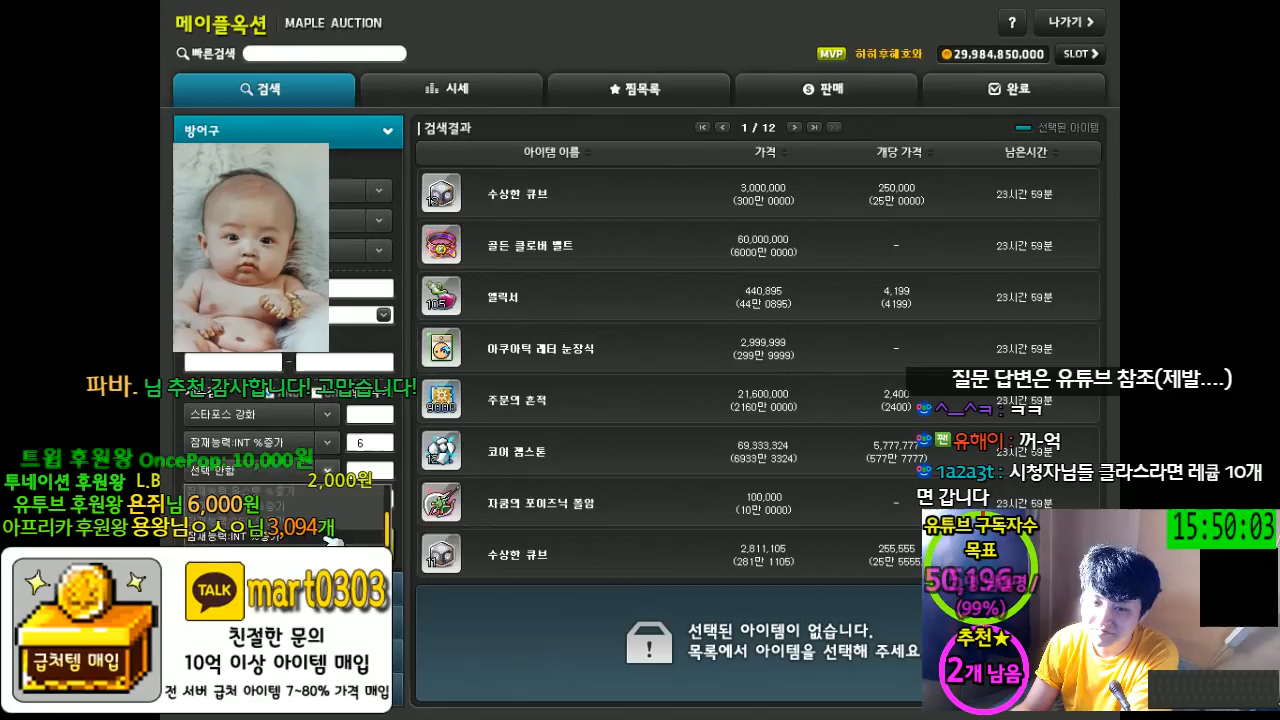 메이플옥션 MAPLE AUCTION
? 나가기
빠른검색
MVP 하히후헤호와 29,984,850,000 SLOT
검색 시세 찜목록 판매 완료
방어구
검색결과
1 / 12
선택된 아이템
아이템 이름 가격 개당 가격 남은시간
12 수상한 큐브 3,000,000 (300만 0000) 250,000 (25만 0000) 23시간 59분
골든 클로버 벨트 60,000,000 (6000만 0000) - 23시간 59분
105 엘릭서 440,895 (44만 0895) 4,199 (4199) 23시간 59분
아쿠아틱 레터 눈장식 2,999,999 (299만 9999) - 23시간 59분
주문의 흔적 21,600,000 (2160만 0000) 2,400 (2400) 23시간 59분
12 코어 젬스톤 69,333,324 (6933만 3324) 5,777,777 (577만 7777)
자쿰의 포이즈닉 폴암 100,000 (10만 0000) -
11 수상한 큐브 2,811,105 (281만 1105) 255,555 (25만 5555)
-
파바. 님 추천 감사합니다! 고맙습니다!
스타포스 강화
잠재능력:INT %증가 6
선택 안함
트윕 후원왕 OncePop: 10,000원
투네이션 후원왕 L.B 2,000원
유투브 후원왕 욘쥐님 6,000원
아프리카 후원왕 용왕님ㅇㅅㅇ님 3,094개
급처템 매입
TALK mart0303
친절한 문의
10억 이상 아이템 매입
전 서버 급처 아이템 7~80% 가격 매입
선택된 아이템이 없습니다.
목록에서 아이템을 선택해 주세요
질문 답변은 유튜브 참조(제발....)
^__^ㅋ : ㅋㅋ
팬 유해이 : 꺼-억
1a2a3t : 시청자님들 클라스라면 레쿱 10개
면 갑니다
유튜브 구독자수
목표
(99%)
추천★
2개 남음
15:50:03